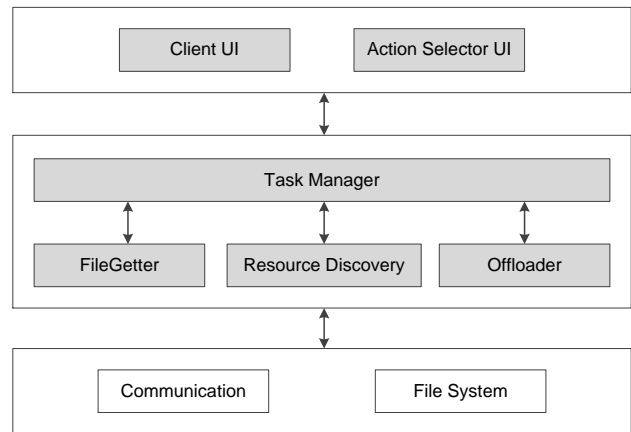 Client UI
Action Selector UI
Task Manager
FileGetter
Resource Discovery
Offloader
Communication
File System